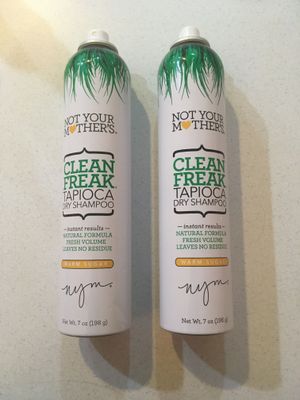 NOT YOUR
MOTHER'S®
CLEAN
FREAK
TAPIOCA
DRY SHAMPOO
instant results
NATURAL FORMULA
FRESH VOLUME
LEAVES NO RESIDUE
WARM SUGAR
nym.
Net Wt. 7 oz (198 g)
NOT YOUR
MOTHER'S
CLEAN
FREAK
TAPIOCA
DRY SHAMPOO
instant results
NATURAL FORMULA
FRESH VOLUME
LEAVES NO RESIDUE
WARM SUGAR
nym.
Net Wt. 7 oz (198 g)